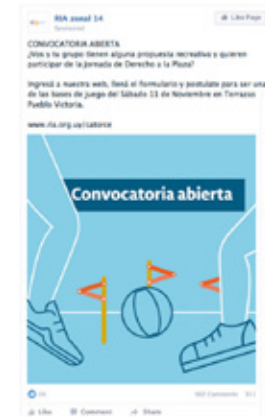 RIA zonal 14
Sponsored
Like Page
CONVOCATORIA ABIERTA
¿Vos y tu grupo tienen alguna propuesta recreativa y quieren
participar de la Jornada de Derecho a la Plaza?
Ingresá a nuestra web, llená el formulario y postulate para ser una
de las bases de juego del Sábado 11 de Noviembre en Terrazas
Pueblo Victoria.
www.ria.org.uy/catorce
Convocatoria abierta
Comments
Like Comment Share